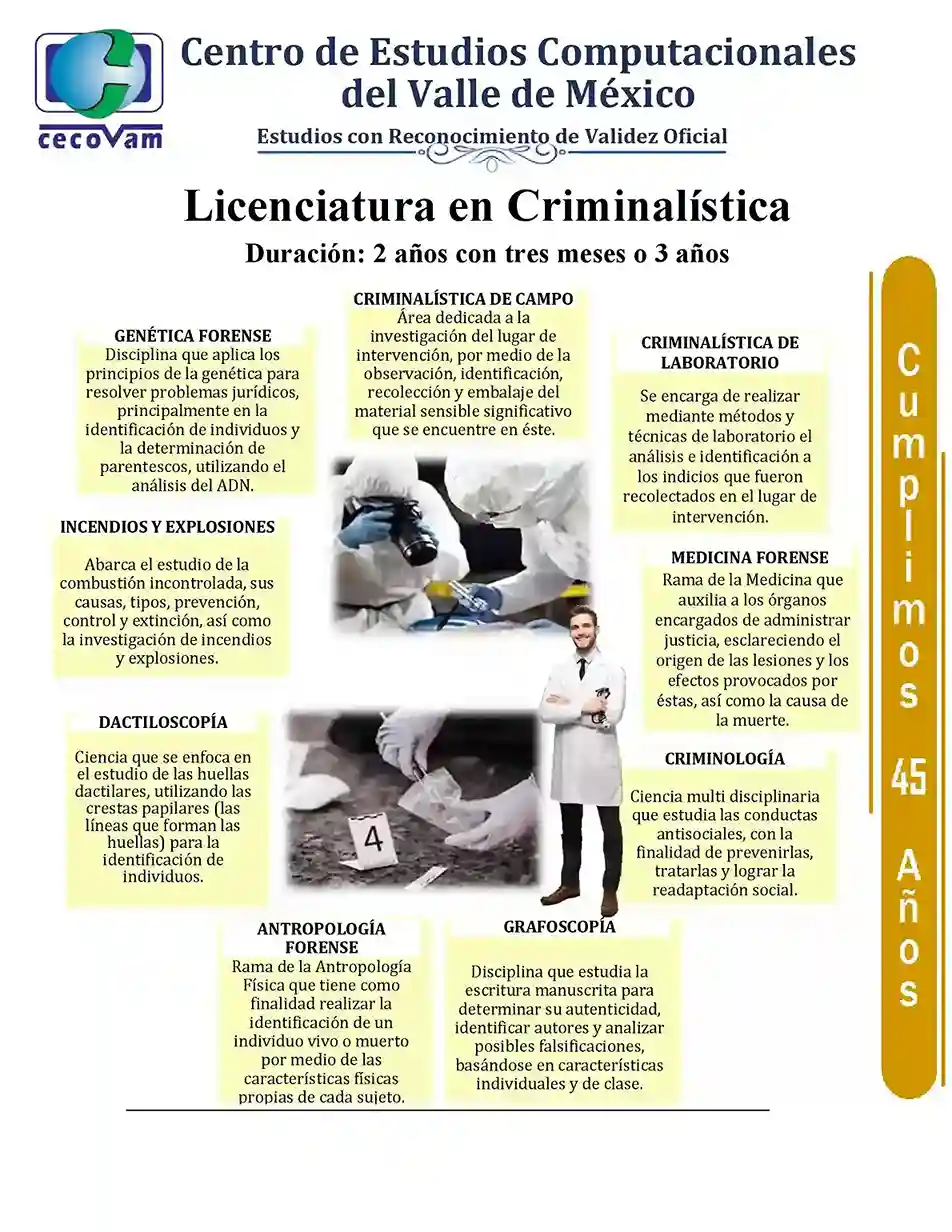 cecoVam
Centro de Estudios Computacionales
del Valle de México
Estudios con Reconocimiento de Validez Oficial
Licenciatura en Criminalística
Duración: 2 años con tres meses o 3 años
CRIMINALÍSTICA DE CAMPO
Área dedicada a la
investigación del lugar de
intervención, por medio de la
observación, identificación,
recolección y embalaje del
material sensible significativo
que se encuentre en éste.
GENÉTICA FORENSE
Disciplina que aplica los
principios de la genética para
resolver problemas jurídicos,
principalmente en la
identificación de individuos y
la determinación de
parentescos, utilizando el
análisis del ADN.
CRIMINALÍSTICA DE
LABORATORIO
Se encarga de realizar
mediante métodos y
técnicas de laboratorio el
análisis e identificación a
los indicios que fueron
recolectados en el lugar de
intervención.
INCENDIOS Y EXPLOSIONES
Abarca el estudio de la
combustión incontrolada, sus
causas, tipos, prevención,
control y extinción, así como
la investigación de incendios
y explosiones.
MEDICINA FORENSE
Rama de la Medicina que
auxilia a los órganos
encargados de administrar
justicia, esclareciendo el
origen de las lesiones y los
efectos provocados por
éstas, así como la causa de
la muerte.
DACTILOSCOPÍA
Ciencia que se enfoca en
el estudio de las huellas
dactilares, utilizando las
crestas papilares (las
líneas que forman las
huellas) para la
identificación de
individuos.
4
CRIMINOLOGÍA
Ciencia multi disciplinaria
que estudia las conductas
antisociales, con la
finalidad de prevenirlas,
tratarlas y lograr la
readaptación social.
ANTROPOLOGÍA
FORENSE
Rama de la Antropología
Física que tiene como
finalidad realizar la
identificación de un
individuo vivo o muerto
por medio de las
características físicas
propias de cada sujeto.
GRAFOSCOPÍA
Disciplina que estudia la
escritura manuscrita para
determinar su autenticidad,
identificar autores y analizar
posibles falsificaciones,
basándose en características
individuales y de clase.
Cumplimos 45 Años